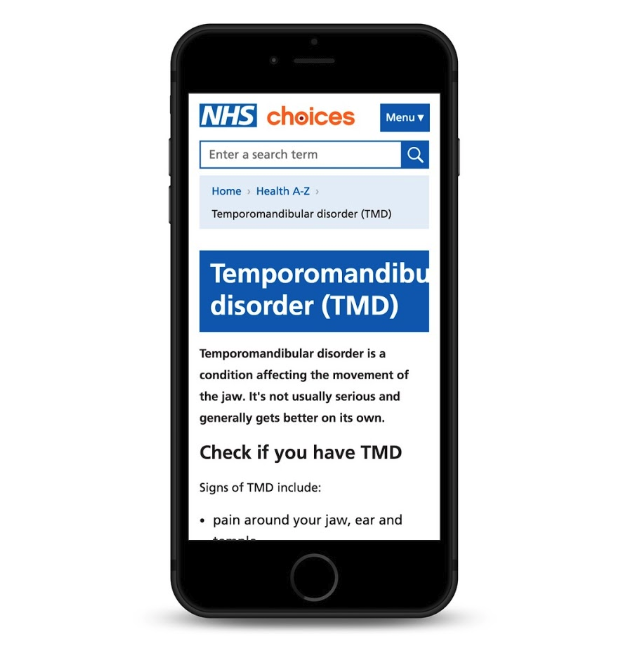 NHS choices
Menu ▾
Enter a search term
Home › Health A-Z ›
Temporomandibular disorder (TMD)
Temporomandibu
disorder (TMD)
Temporomandibular disorder is a
condition affecting the movement of
the jaw. It's not usually serious and
generally gets better on its own.
Check if you have TMD
Signs of TMD include:
• pain around your jaw, ear and